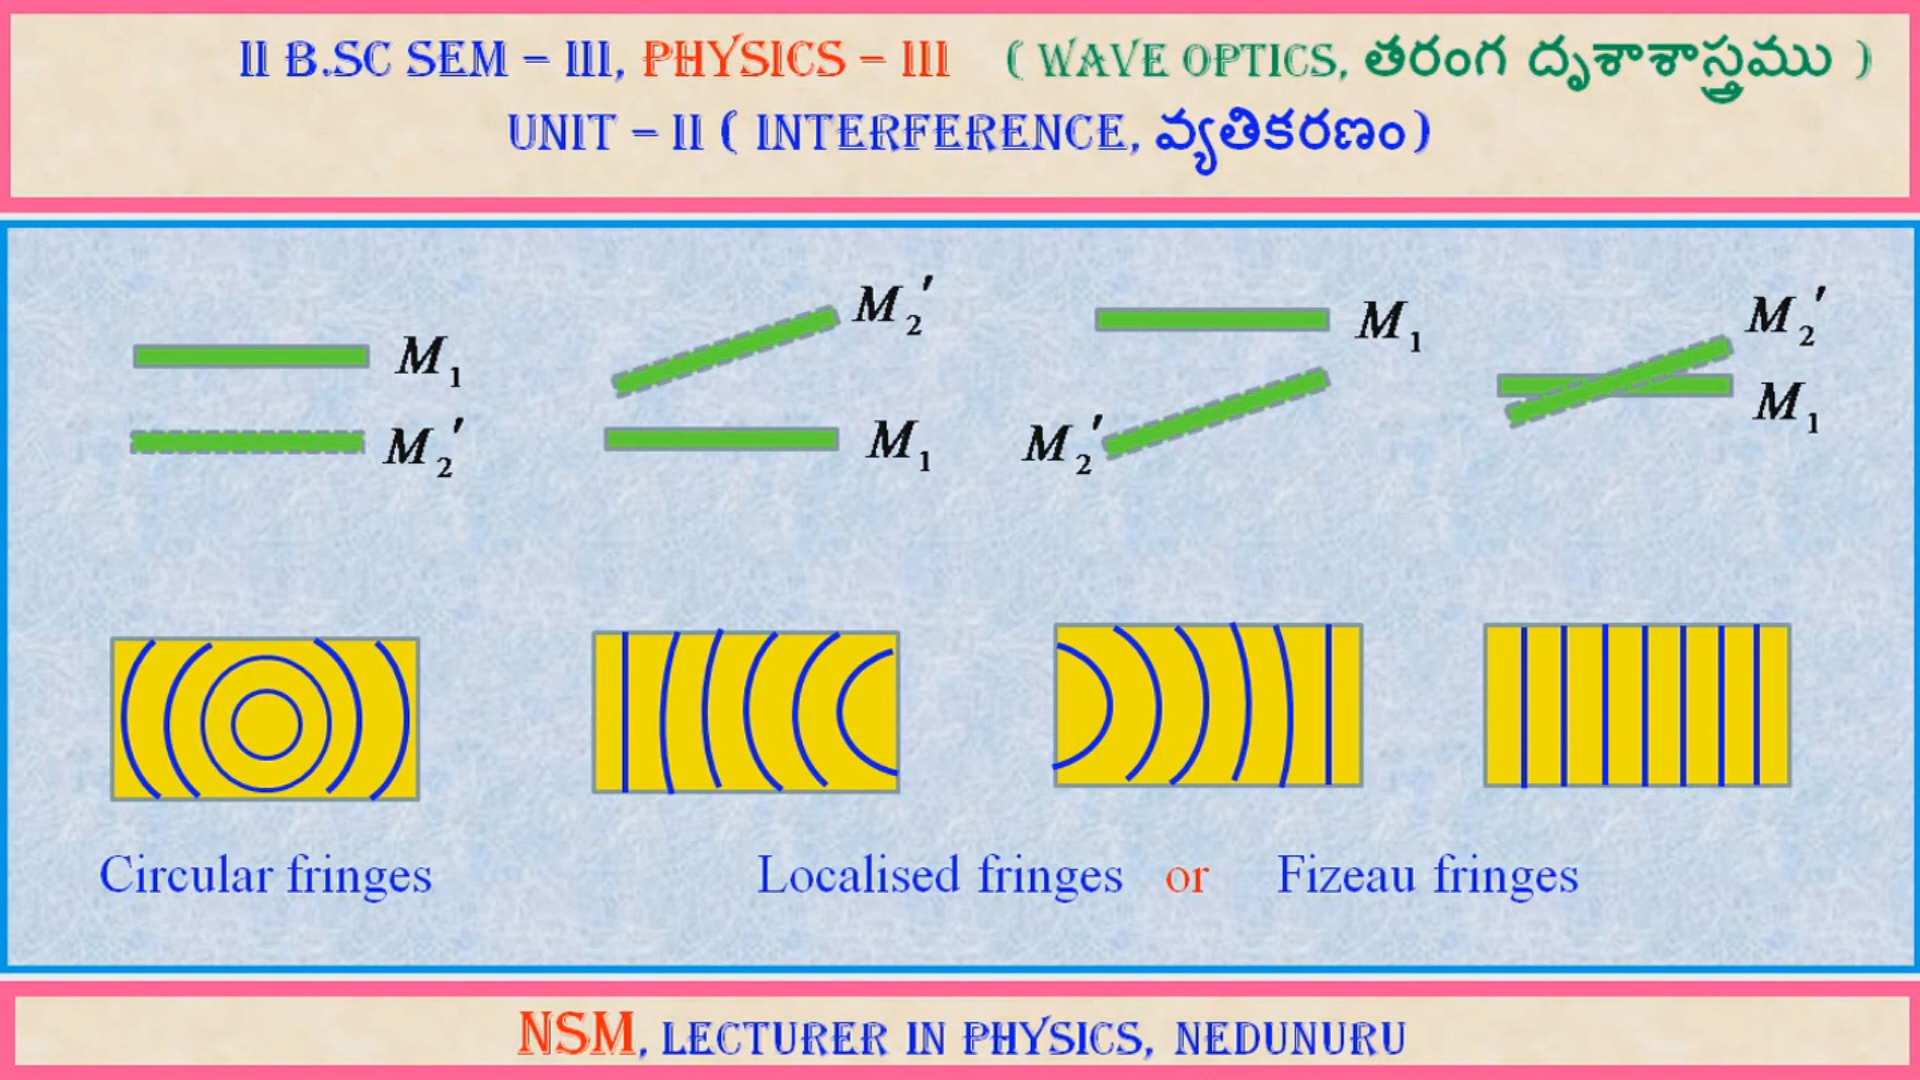 II B.SC SEM – III, PHYSICS – III ( WAVE OPTICS, తరంగ దృశాశాస్త్రము )
UNIT – II ( INTERFERENCE, వ్యతికరణం)
M1
M2′
M2′
M1
M1
M2′
M2′
M1
Circular fringes
Localised fringes or Fizeau fringes
NSM, LECTURER IN PHYSICS, NEDUNURU